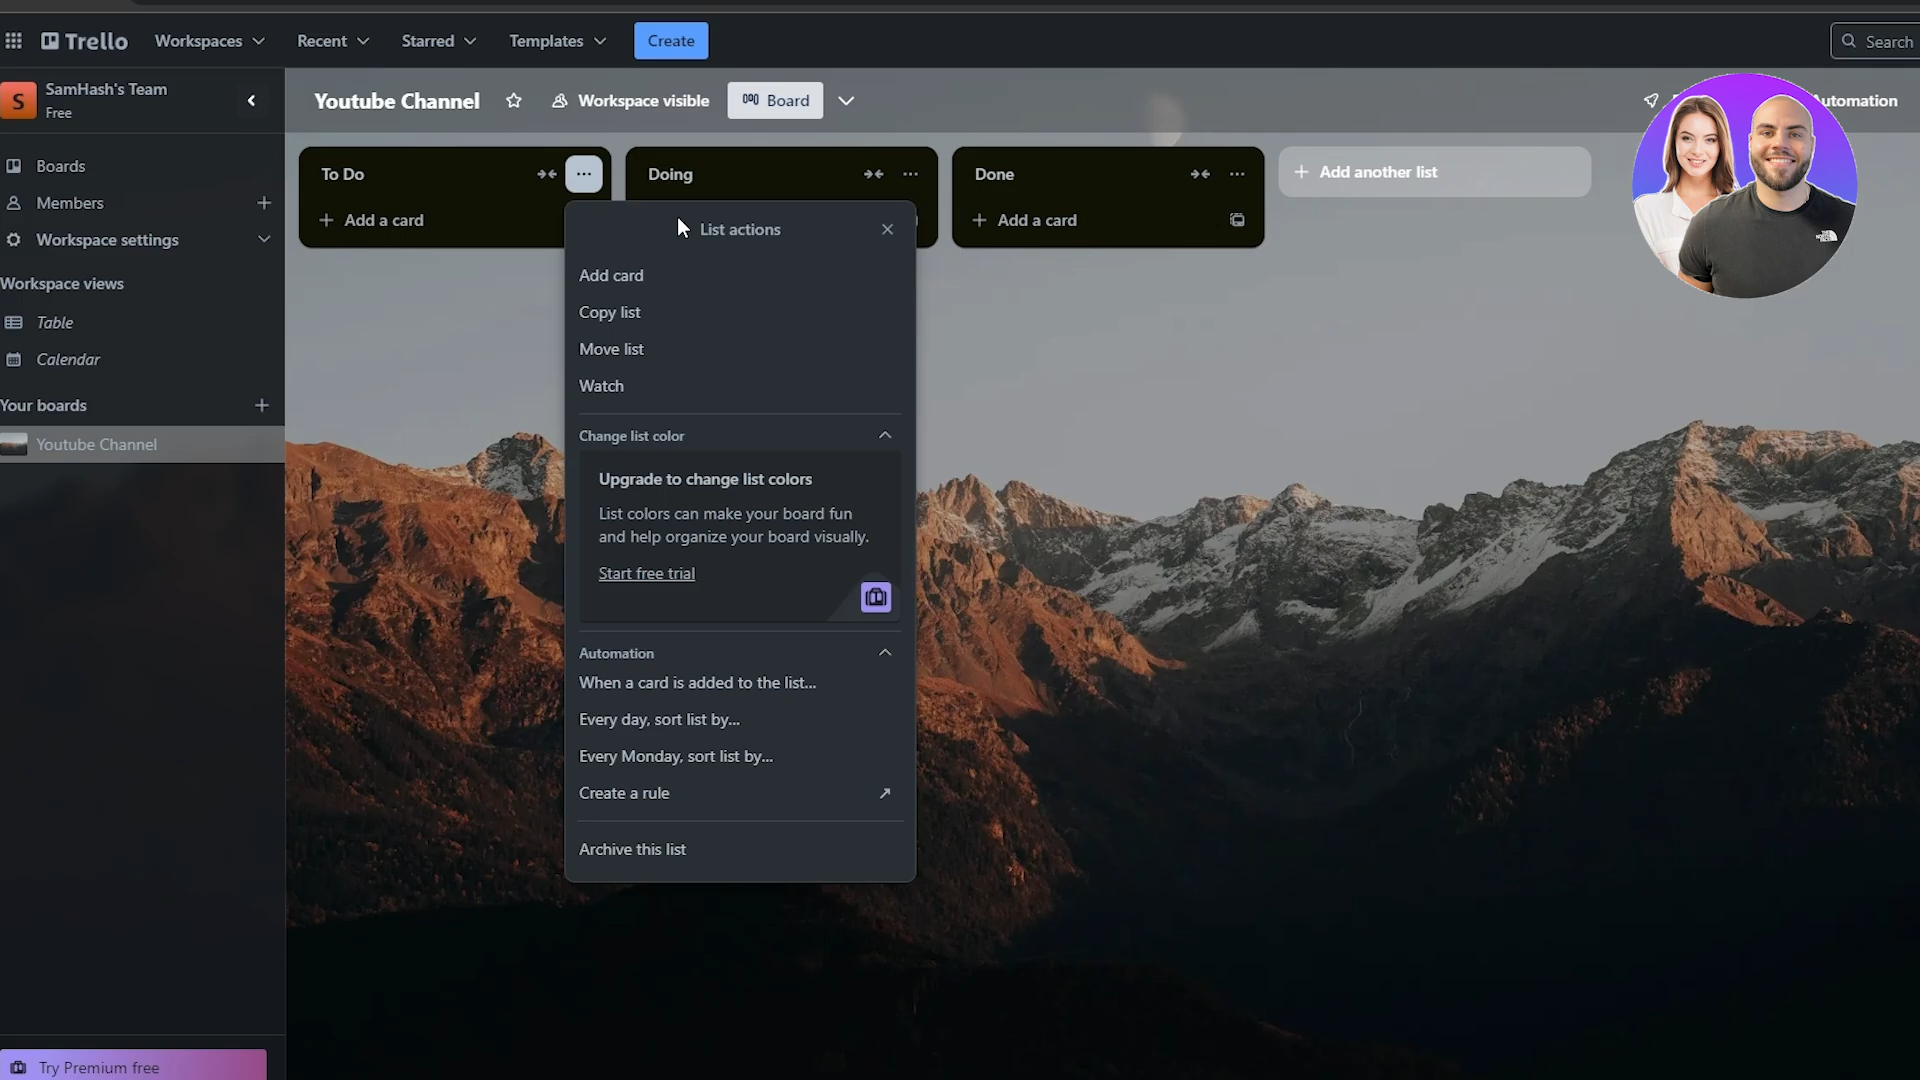 Trello
Workspaces
Recent
Starred
Templates
Create
Search
S
SamHash's Team
Free
Youtube Channel
Workspace visible
Board
Automation
Boards
Members
Workspace settings
Workspace views
Table
Calendar
Your boards
Youtube Channel
Try Premium free
To Do
Add a card
Doing
Done
Add a card
Add another list
List actions
Add card
Copy list
Move list
Watch
Change list color
Upgrade to change list colors
List colors can make your board fun
and help organize your board visually.
Start free trial
Automation
When a card is added to the list...
Every day, sort list by...
Every Monday, sort list by...
Create a rule
Archive this list